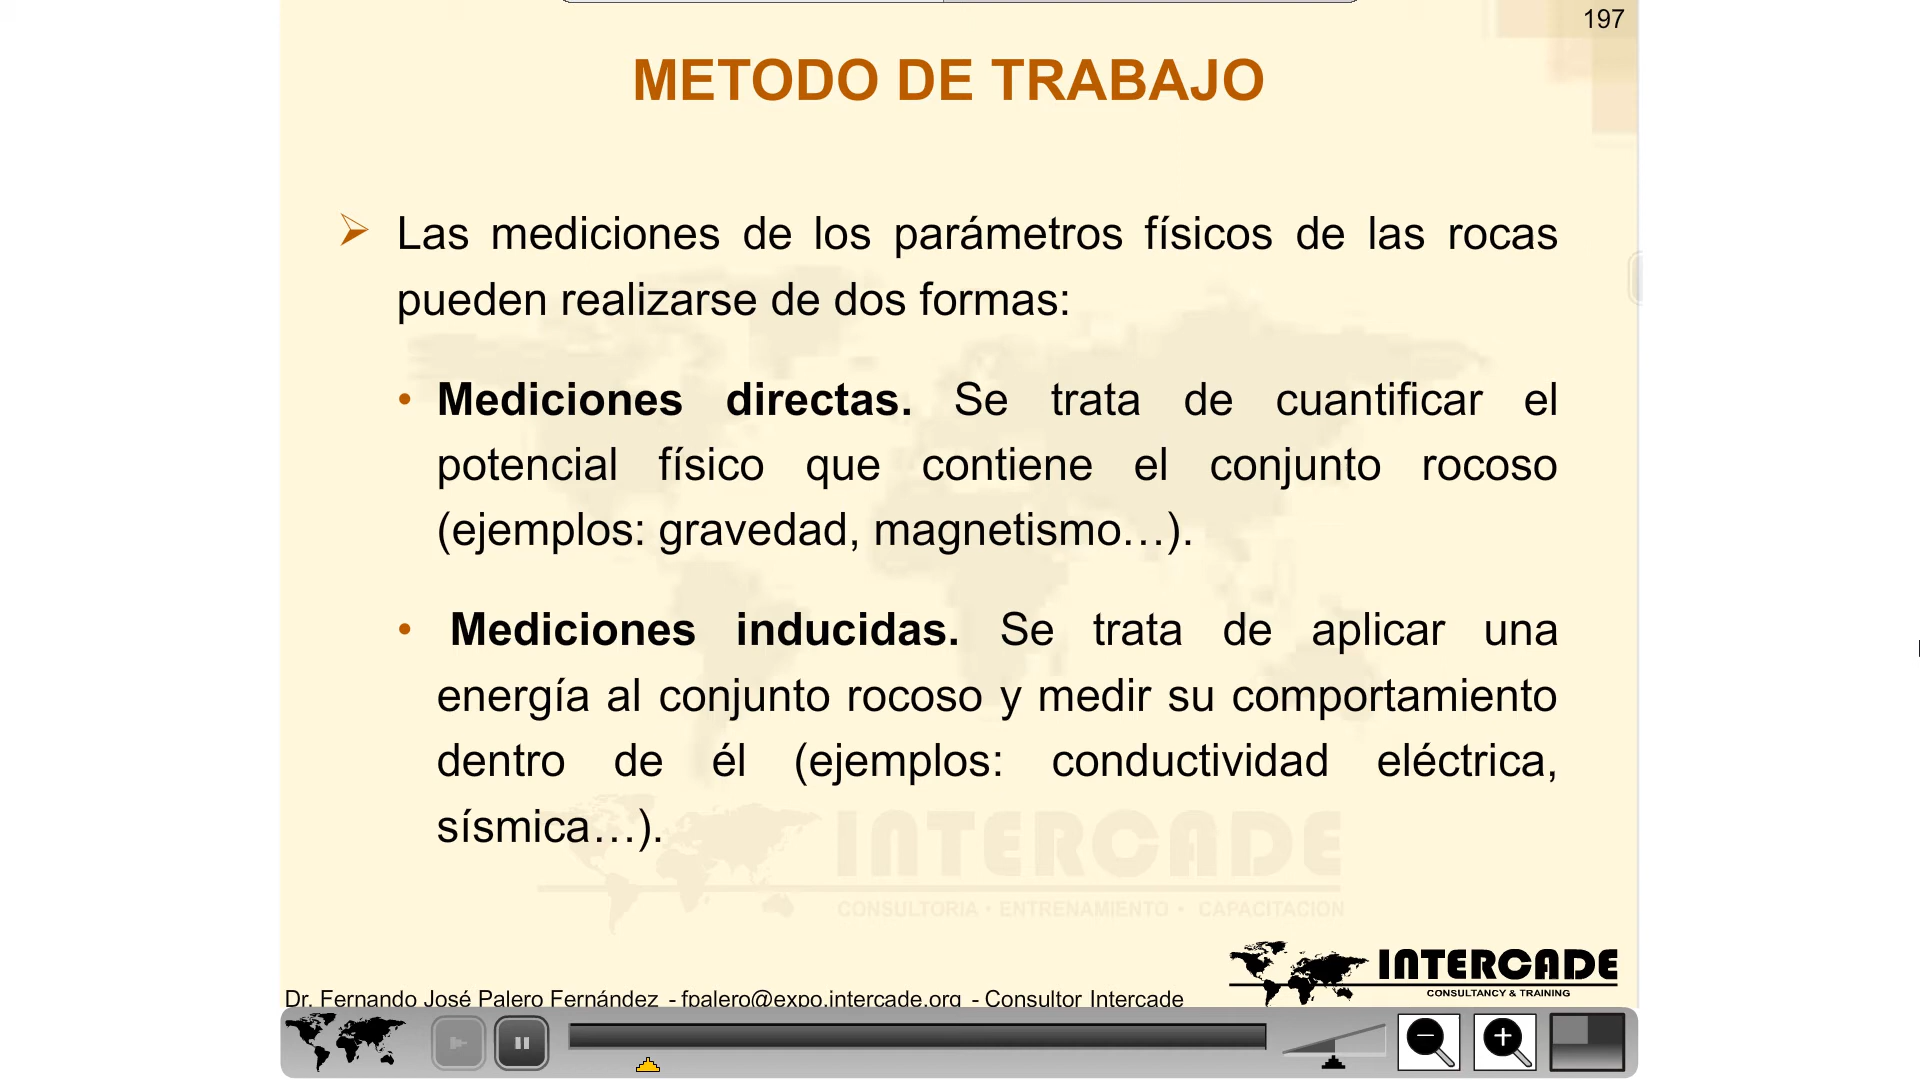 197
METODO DE TRABAJO
Las mediciones de los parámetros físicos de las rocas
pueden realizarse de dos formas:
• Mediciones directas. Se trata de cuantificar el
potencial físico que contiene el conjunto rocoso
(ejemplos: gravedad, magnetismo…).
• Mediciones inducidas. Se trata de aplicar una
energía al conjunto rocoso y medir su comportamiento
dentro de él (ejemplos: conductividad eléctrica,
sísmica…).
INTERCADE
CONSULTORIA • ENTRENAMIENTO • CAPACITACION
INTERCADE
CONSULTANCY & TRAINING
Dr. Fernando José Palero Fernández - fpalero@expo.intercade.org - Consultor Intercade